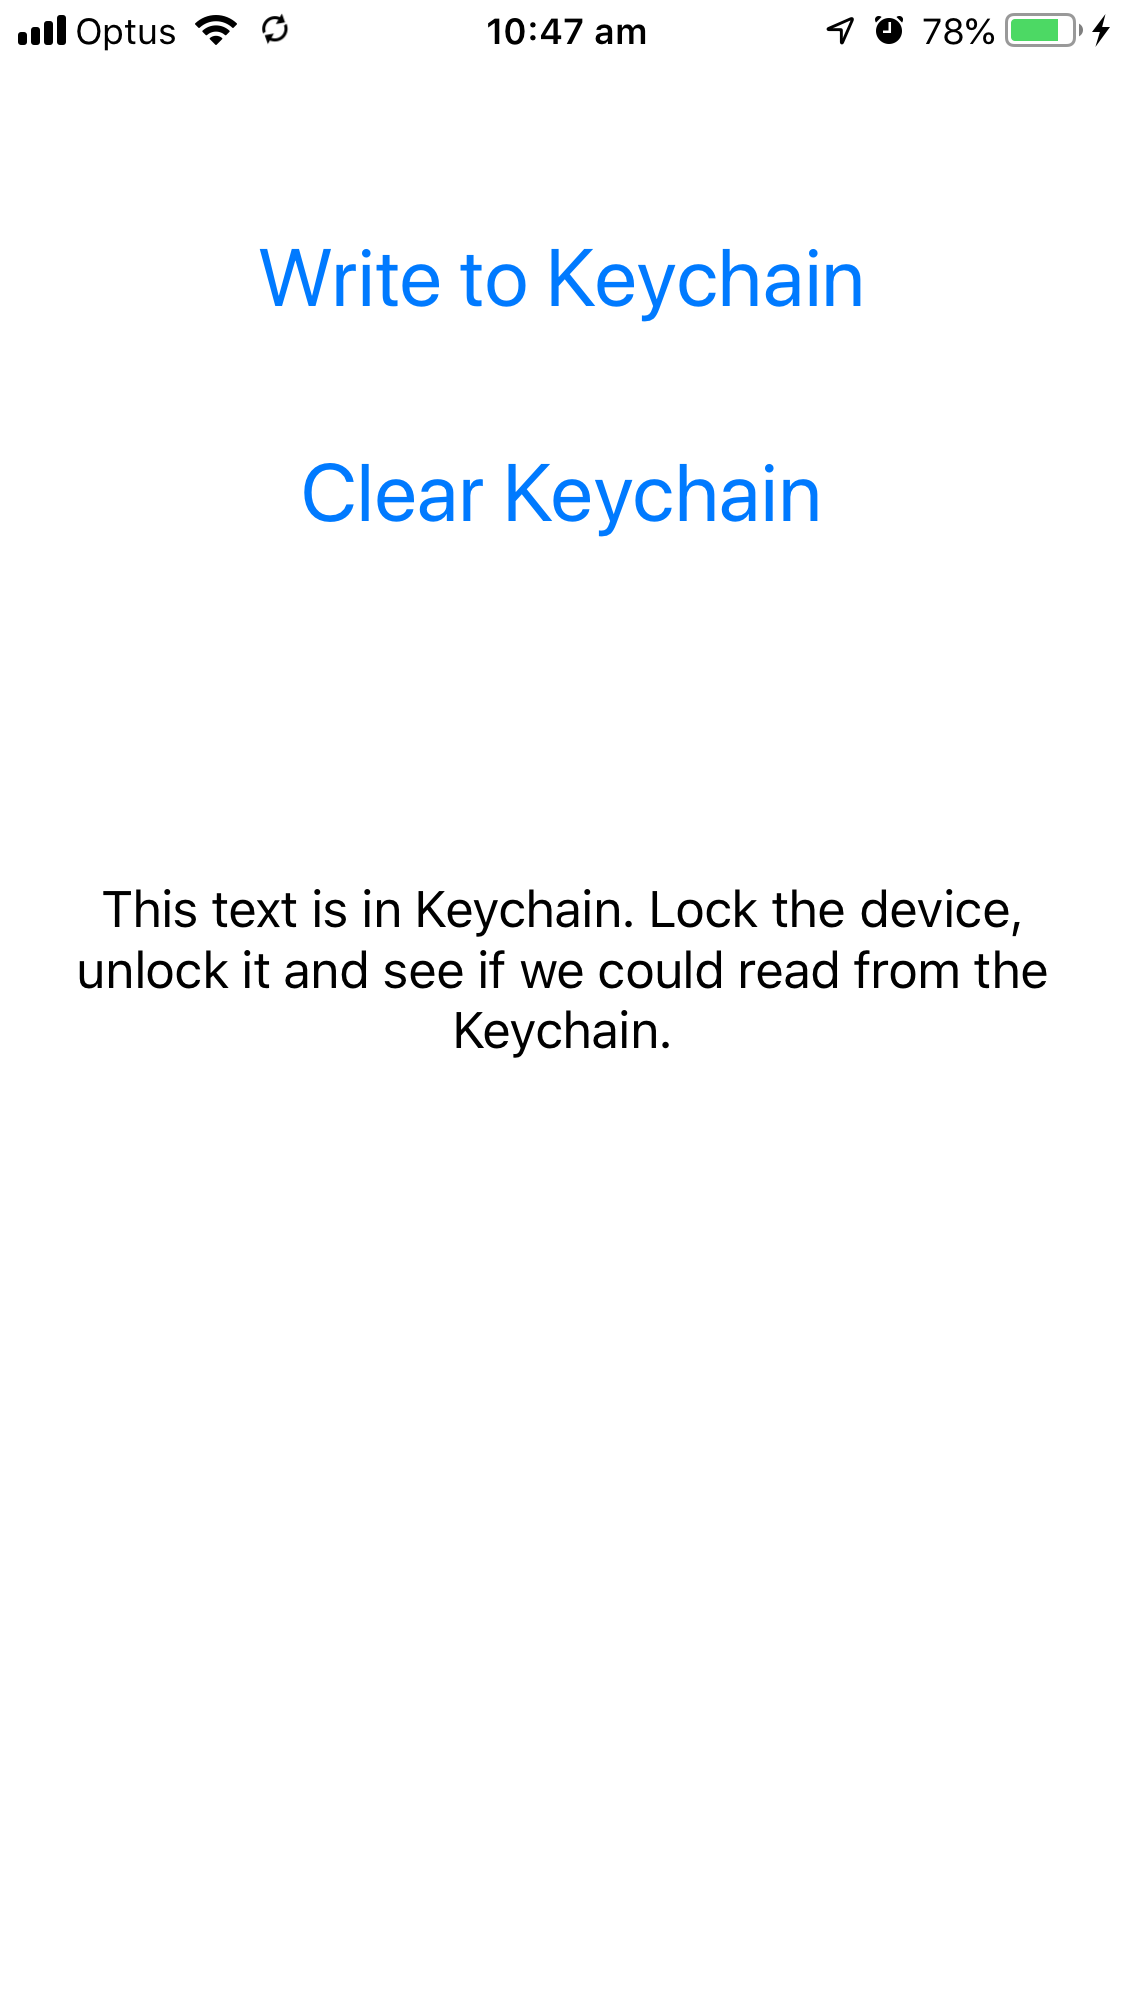 Optus 10:47 am 78%
Write to Keychain
Clear Keychain
This text is in Keychain. Lock the device,
unlock it and see if we could read from the
Keychain.